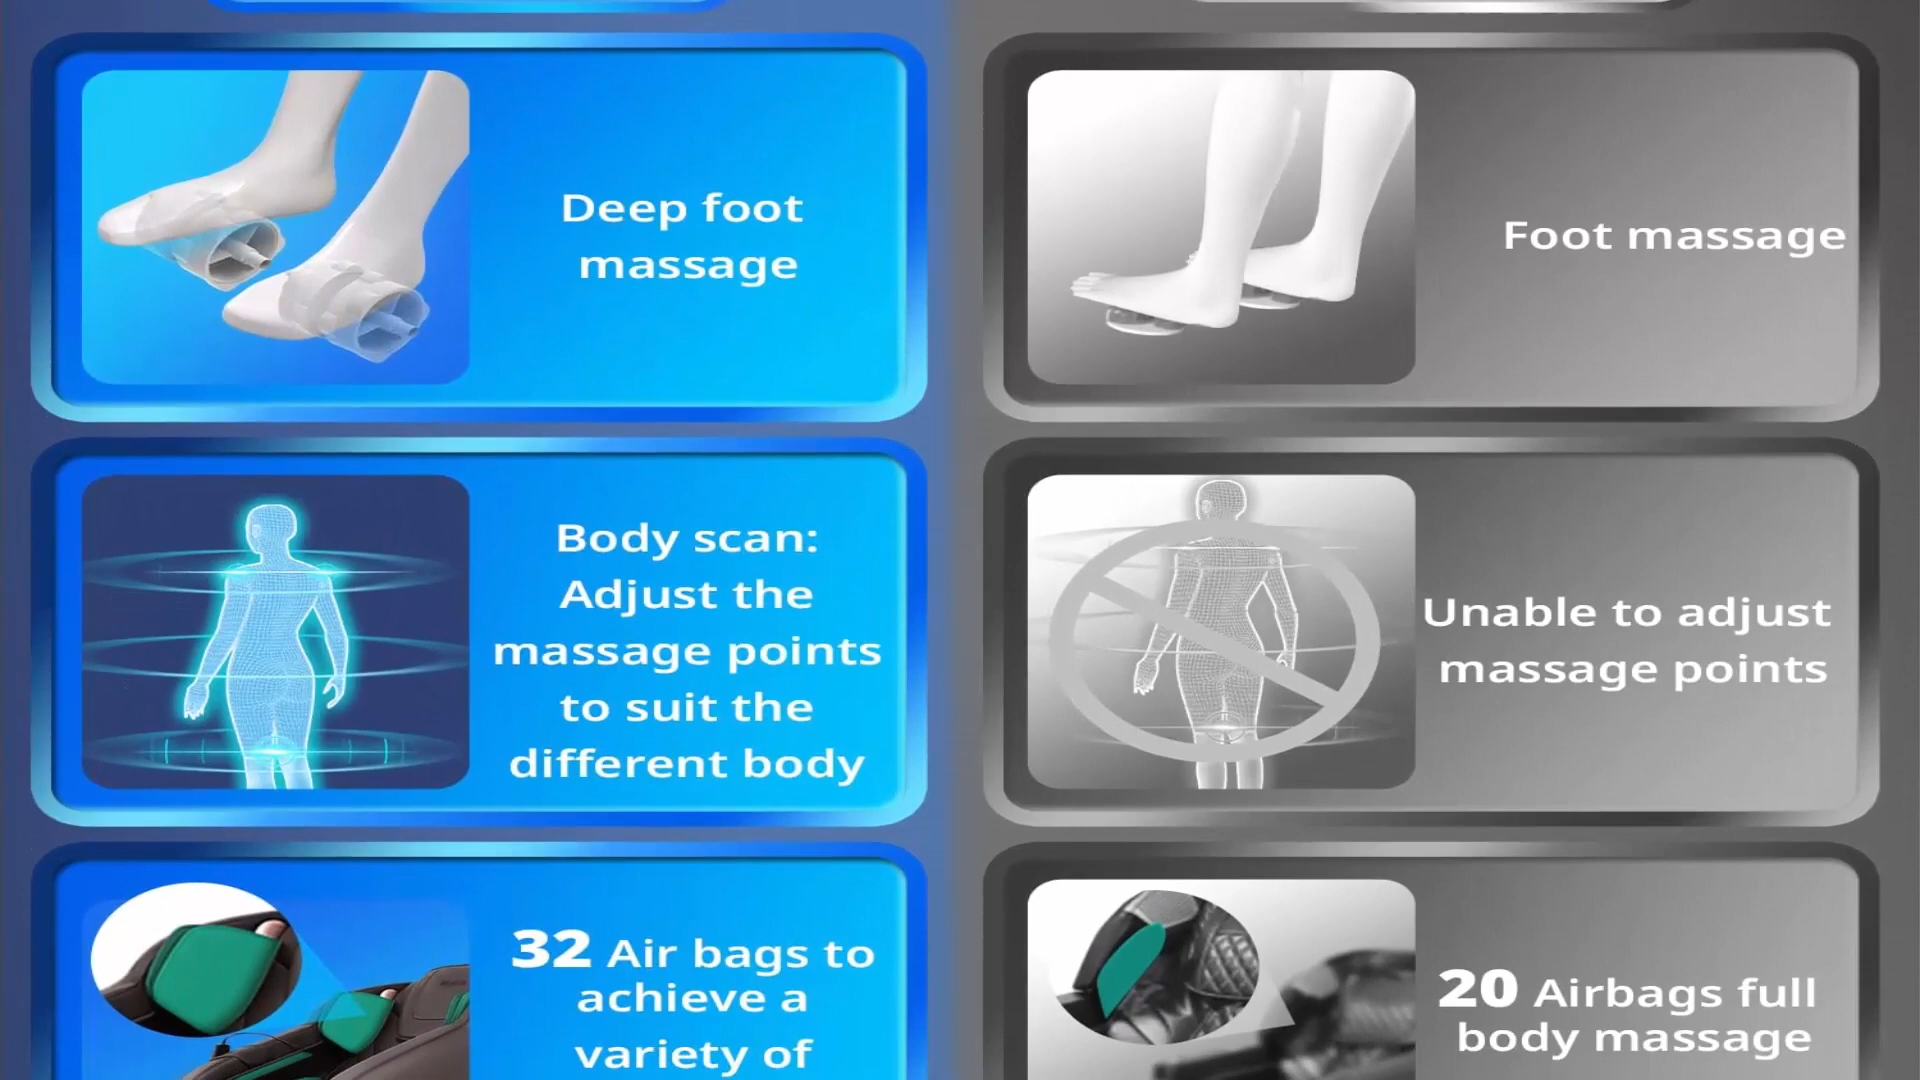 Deep foot
massage
Foot massage
Body scan:
Adjust the
massage points
to suit the
different body
Unable to adjust
massage points
32 Air bags to
achieve a
variety of
20 Airbags full
body massage